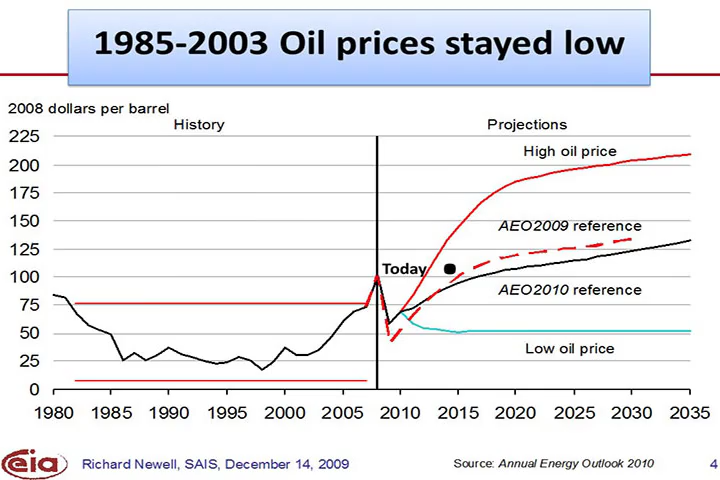 1985-2003 Oil prices stayed low
2008 dollars per barrel
History
Projections
225
200
175
150
125
100
75
50
25
0
High oil price
AEO2009 reference
Today
AEO2010 reference
Low oil price
1980 1985 1990 1995 2000 2005 2010 2015 2020 2025 2030 2035
eia
Richard Newell, SAIS, December 14, 2009
Source: Annual Energy Outlook 2010
4